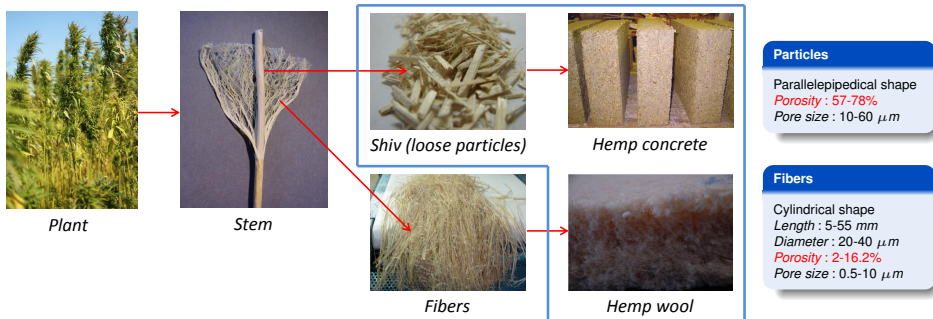 Plant
Stem
Shiv (loose particles)
Hemp concrete
Fibers
Hemp wool
Particles
Parallelepipedical shape
Porosity : 57-78%
Pore size : 10-60 μm
Fibers
Cylindrical shape
Length : 5-55 mm
Diameter : 20-40 μm
Porosity : 2-16.2%
Pore size : 0.5-10 μm